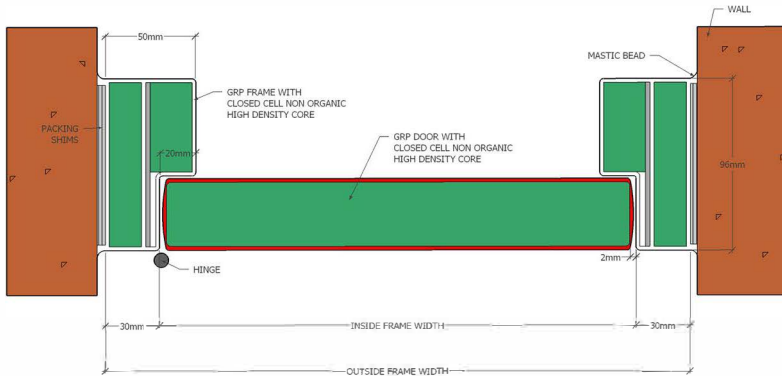 WALL
50mm
MASTIC BEAD
GRP FRAME WITH
CLOSED CELL NON ORGANIC
HIGH DENSITY CORE
PACKING
SHIMS
GRP DOOR WITH
CLOSED CELL NON ORGANIC
HIGH DENSITY CORE
20mm
96mm
HINGE
2mm
30mm
INSIDE FRAME WIDTH
30mm
OUTSIDE FRAME WIDTH